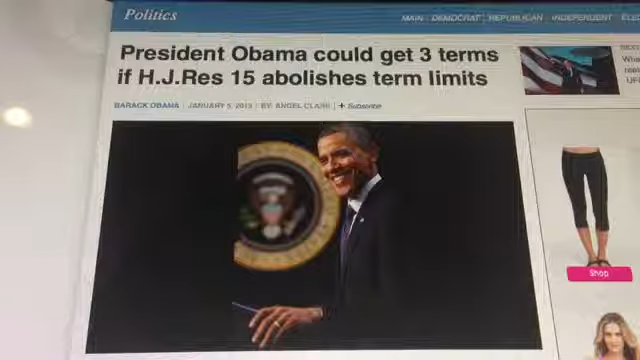 Politics
MAIN DEMOCRAT REPUBLICAN INDEPENDENT
President Obama could get 3 terms
if H.J.Res 15 abolishes term limits
BARACK OBAMA | JANUARY 5, 2013 | BY: ANGEL CLARK | + Subscribe
Shop